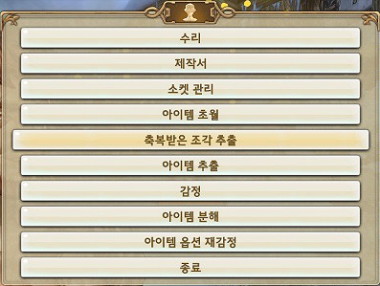 수리
제작서
소켓 관리
아이템 초월
축복받은 조각 추출
아이템 추출
감정
아이템 분해
아이템 옵션 재감정
종료